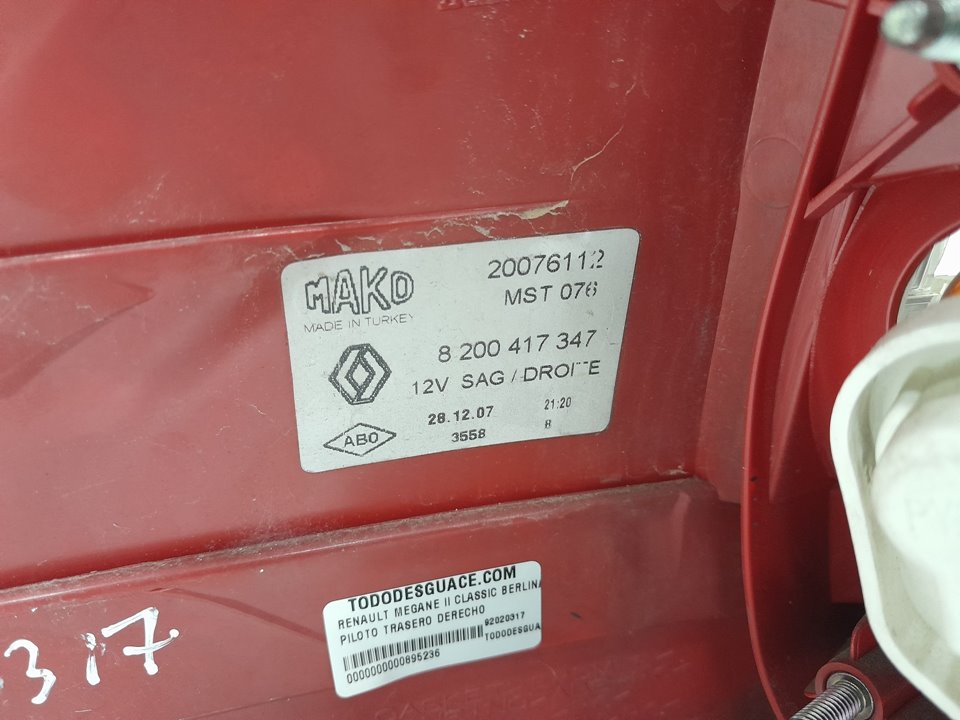 MAKO
MADE IN TURKEY
20076112
MST 076
8 200 417 347
12V SAG / DROITE
28.12.07 21:20
3558
ABO
TODODESGUACE.COM
RENAULT MEGANE II CLASSIC BERLINA
PILOTO TRASERO DERECHO
92020317
0000000000895236
TODODESGUA
317